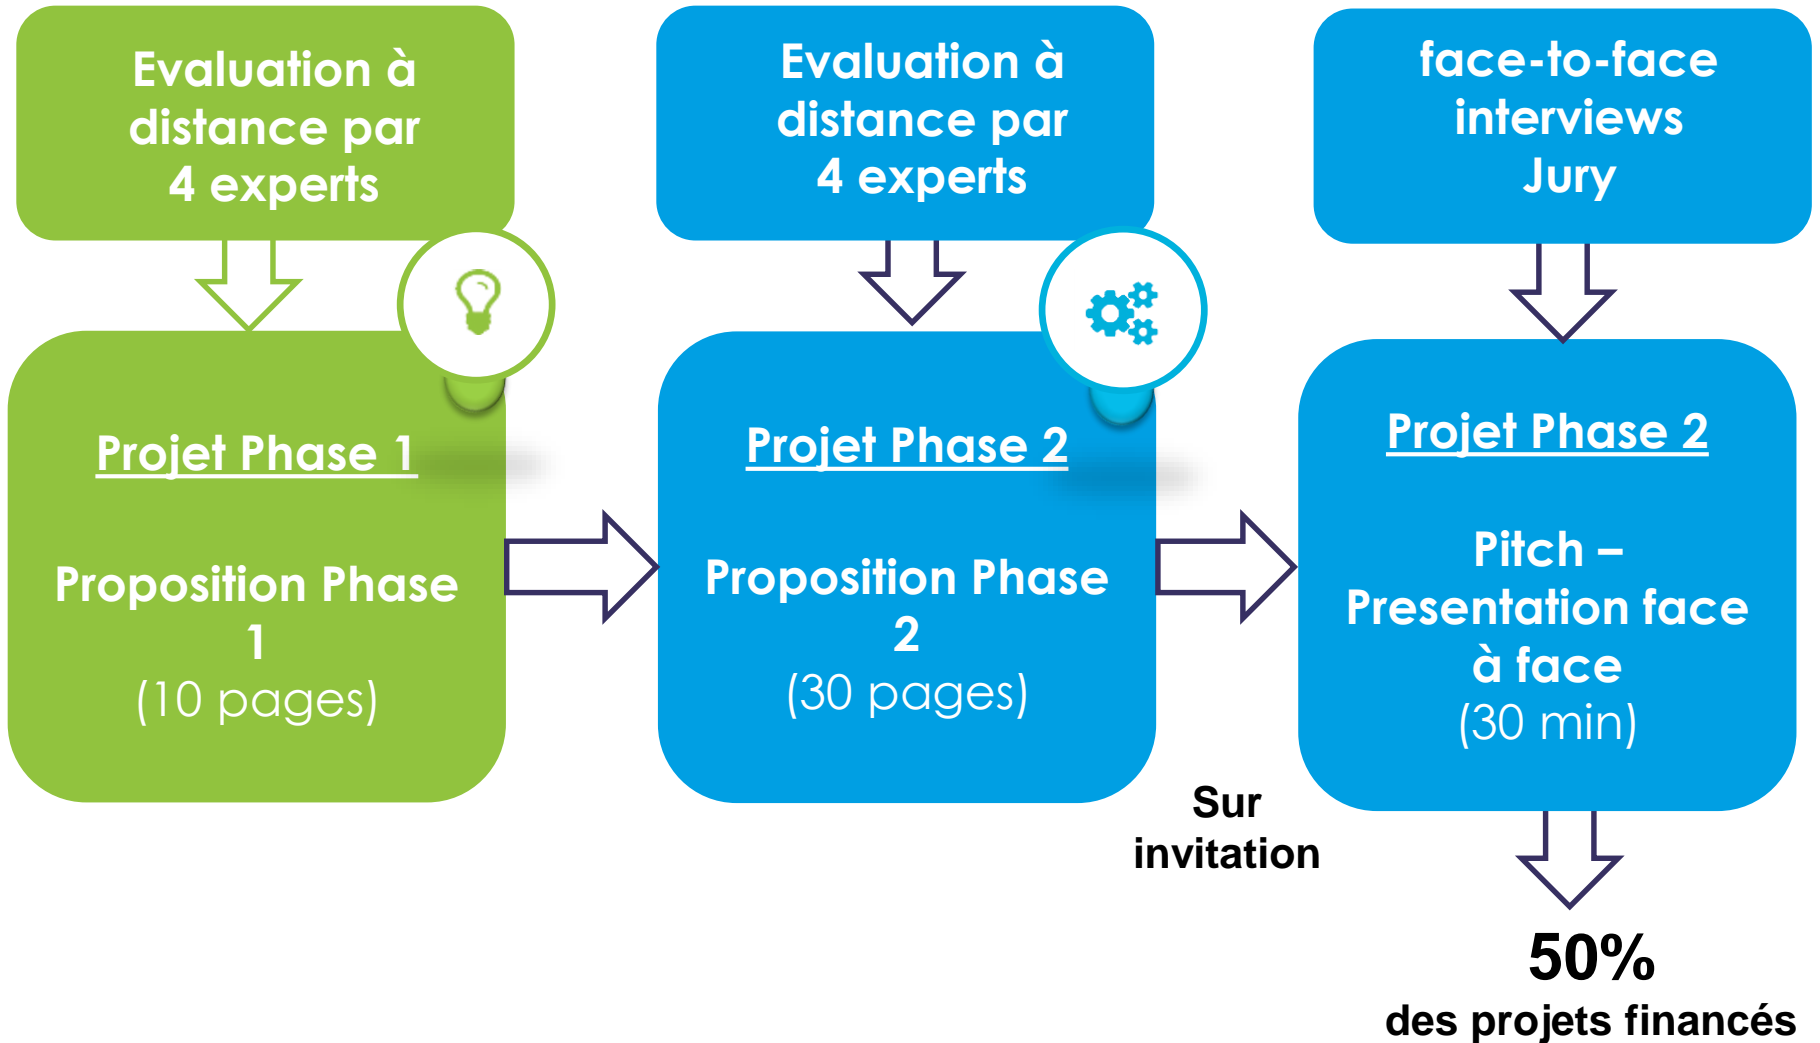 Evaluation à
distance par
4 experts
Evaluation à
distance par
4 experts
face-to-face
interviews
Jury
Projet Phase 1
Proposition Phase
1
(10 pages)
Projet Phase 2
Proposition Phase
2
(30 pages)
Projet Phase 2
Pitch –
Presentation face
à face
(30 min)
Sur
invitation
50%
des projets financés